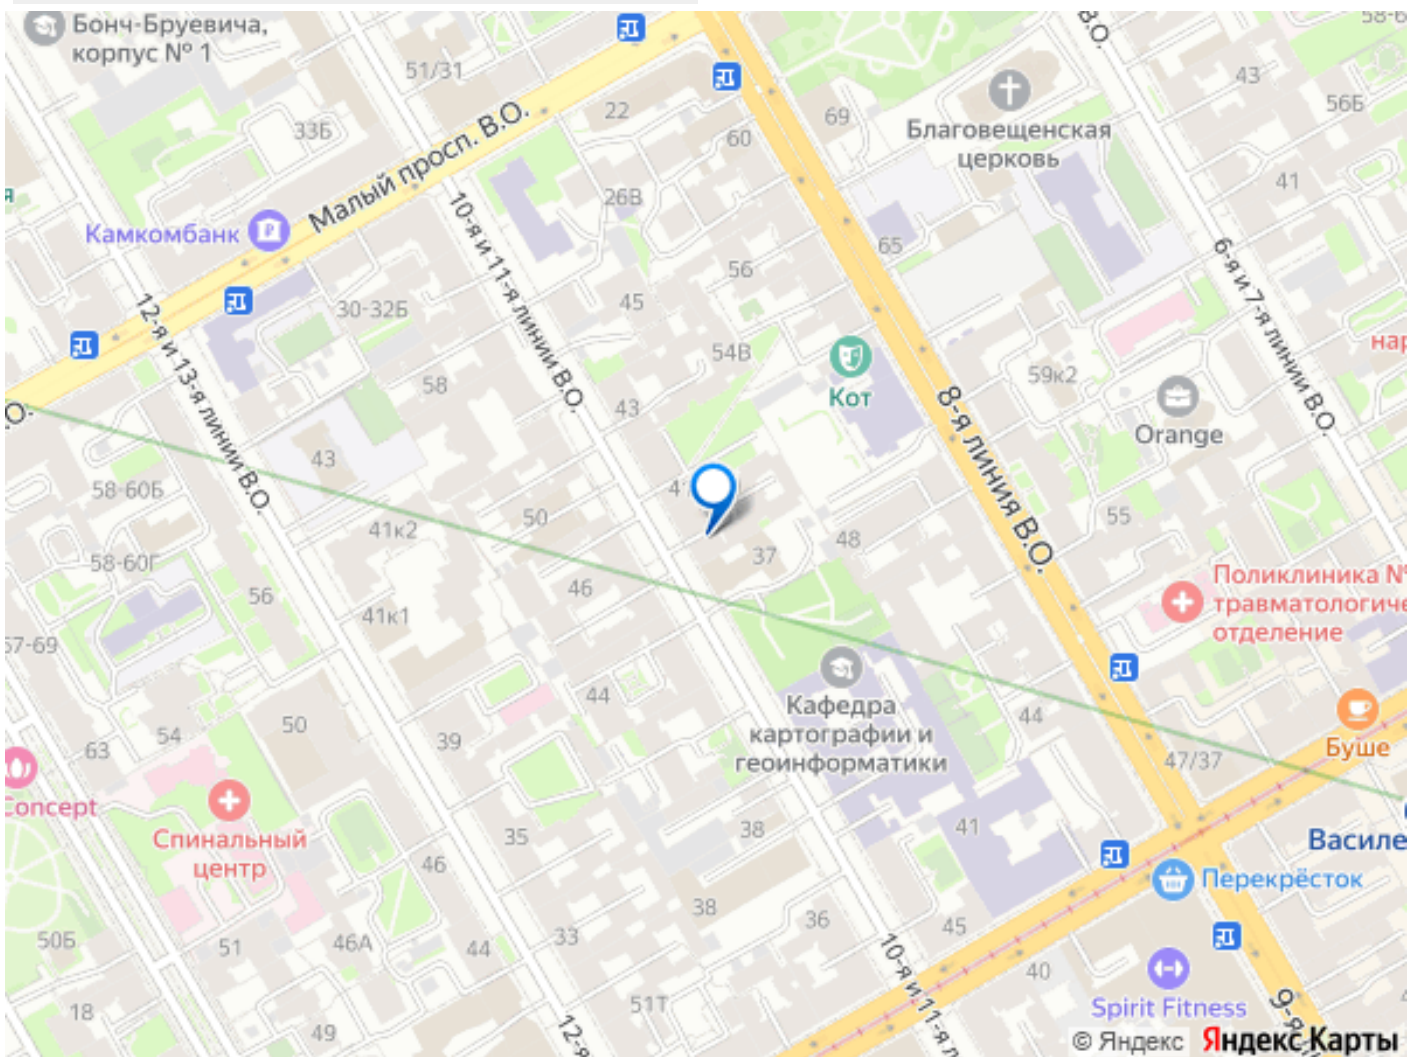 Бонч-Бруевича,
корпус № 1
51/31
22
60
69
В.О.
43
56Б
33Б
Малый просп. В.О.
Благовещенская
церковь
41
Камкомбанк
10-я и 11-я линии В.О.
26В
65
6-я и 7-я линии В.О.
56
12-я и 13-я линии В.О.
30-32Б
45
54В
Кот
59к2
нар
58
43
8-я линия В.О.
Orange
О.
43
58-60Б
50
41к2
48
55
37
58-60Г
56
46
41к1
Поликлиника №
травматологиче
отделение
57-69
44
Кафедра
картографии и
геоинформатики
44
54
50
63
39
47/37
Буше
Concept
Спинальный
центр
35
38
41
Василе
46
Перекрёсток
38
36
45
50Б
51
46А
44
33
10-я и 11-я л
40
Spirit Fitness
9-я
18
49
51Т
12-я
© Яндекс Яндекс Карты